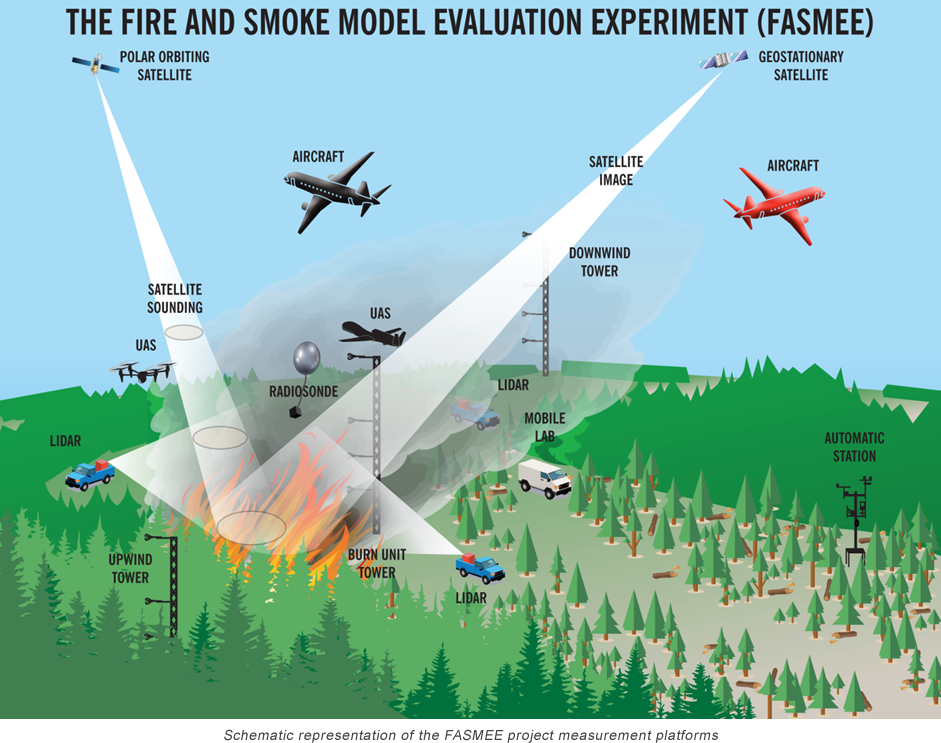 THE FIRE AND SMOKE MODEL EVALUATION EXPERIMENT (FASMEE)
POLAR ORBITING
SATELLITE
GEOSTATIONARY
SATELLITE
AIRCRAFT
SATELLITE
IMAGE
AIRCRAFT
DOWNWIND
TOWER
SATELLITE
SOUNDING
UAS
UAS
RADIOSONDE
LIDAR
MOBILE
LAB
LIDAR
AUTOMATIC
STATION
UPWIND
TOWER
BURN UNIT
TOWER
LIDAR
Schematic representation of the FASMEE project measurement platforms